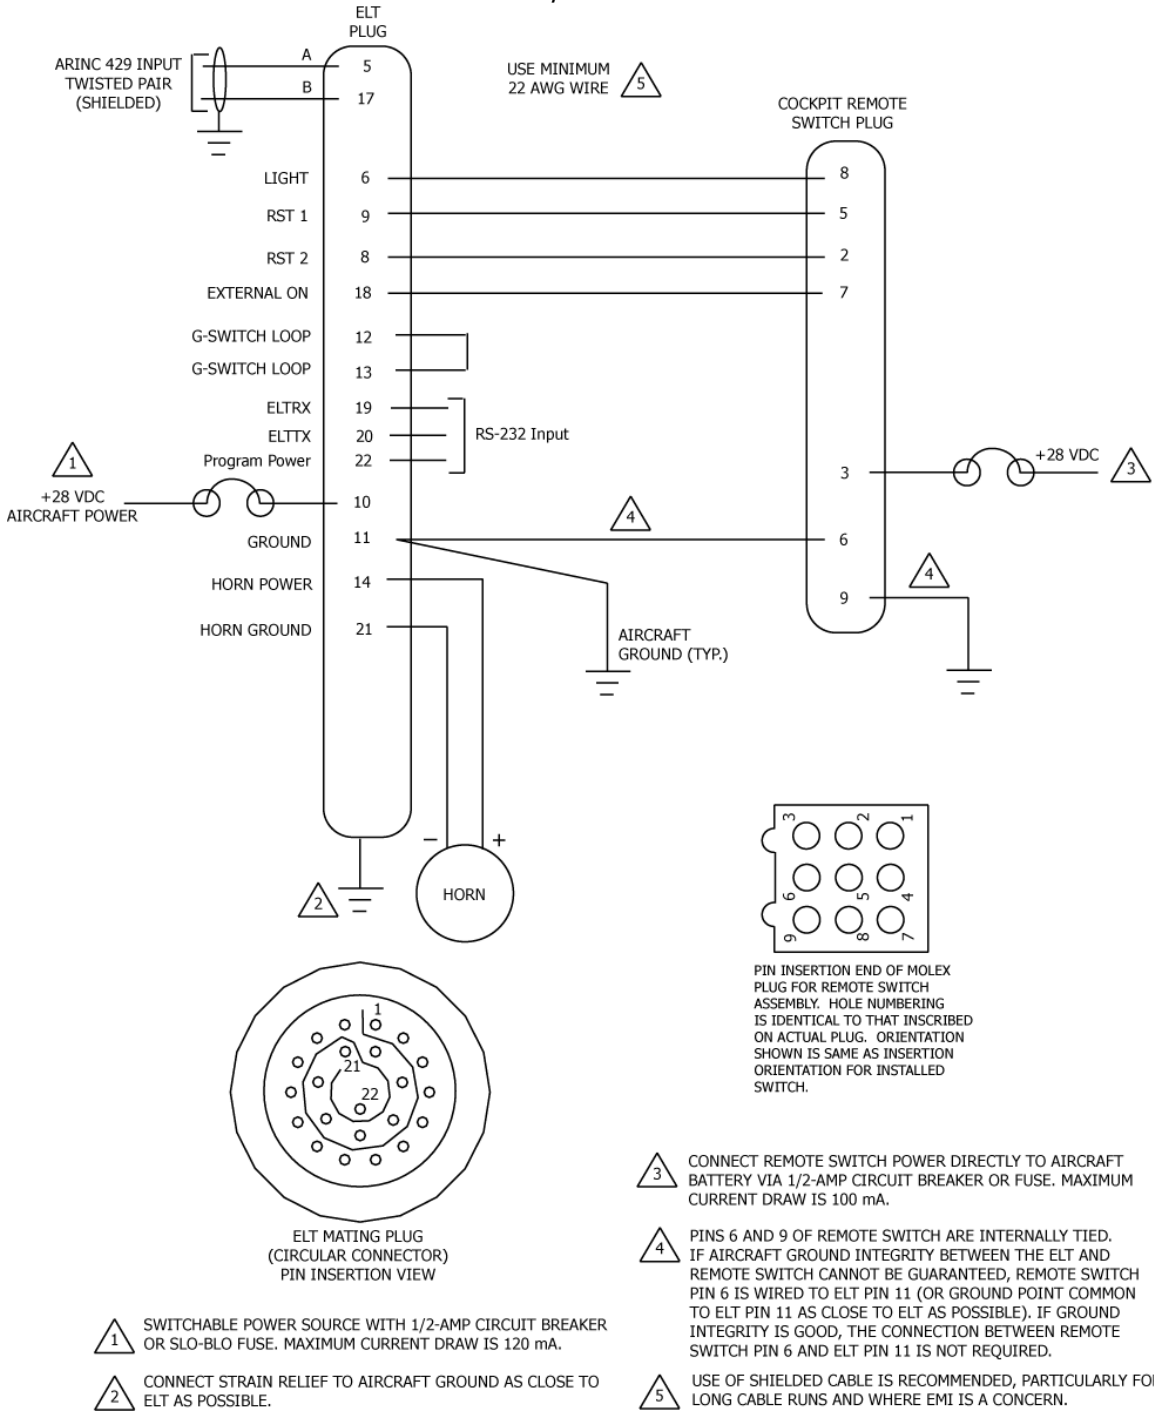 ELT
PLUG
ARINC 429 INPUT
TWISTED PAIR
(SHIELDED)
A
B
5
17
USE MINIMUM
22 AWG WIRE
5
COCKPIT REMOTE
SWITCH PLUG
LIGHT 6 8
RST 1 9 5
RST 2 8 2
EXTERNAL ON 18 7
G-SWITCH LOOP 12
G-SWITCH LOOP 13
ELTRX 19
ELTTX 20
Program Power 22
RS-232 Input
1
+28 VDC
AIRCRAFT POWER
10
3
+28 VDC
3
GROUND 11
4
6
HORN POWER 14
4
9
HORN GROUND 21
AIRCRAFT
GROUND (TYP.)
− +
HORN
2
3 2 1
6 5 4
9 8 7
PIN INSERTION END OF MOLEX
PLUG FOR REMOTE SWITCH
ASSEMBLY. HOLE NUMBERING
IS IDENTICAL TO THAT INSCRIBED
ON ACTUAL PLUG. ORIENTATION
SHOWN IS SAME AS INSERTION
ORIENTATION FOR INSTALLED
SWITCH.
1
21
22
ELT MATING PLUG
(CIRCULAR CONNECTOR)
PIN INSERTION VIEW
1
SWITCHABLE POWER SOURCE WITH 1/2-AMP CIRCUIT BREAKER
OR SLO-BLO FUSE. MAXIMUM CURRENT DRAW IS 120 mA.
2
CONNECT STRAIN RELIEF TO AIRCRAFT GROUND AS CLOSE TO
ELT AS POSSIBLE.
3
CONNECT REMOTE SWITCH POWER DIRECTLY TO AIRCRAFT
BATTERY VIA 1/2-AMP CIRCUIT BREAKER OR FUSE. MAXIMUM
CURRENT DRAW IS 100 mA.
4
PINS 6 AND 9 OF REMOTE SWITCH ARE INTERNALLY TIED.
IF AIRCRAFT GROUND INTEGRITY BETWEEN THE ELT AND
REMOTE SWITCH CANNOT BE GUARANTEED, REMOTE SWITCH
PIN 6 IS WIRED TO ELT PIN 11 (OR GROUND POINT COMMON
TO ELT PIN 11 AS CLOSE TO ELT AS POSSIBLE). IF GROUND
INTEGRITY IS GOOD, THE CONNECTION BETWEEN REMOTE
SWITCH PIN 6 AND ELT PIN 11 IS NOT REQUIRED.
5
USE OF SHIELDED CABLE IS RECOMMENDED, PARTICULARLY
LONG CABLE RUNS AND WHERE EMI IS A CONCERN.